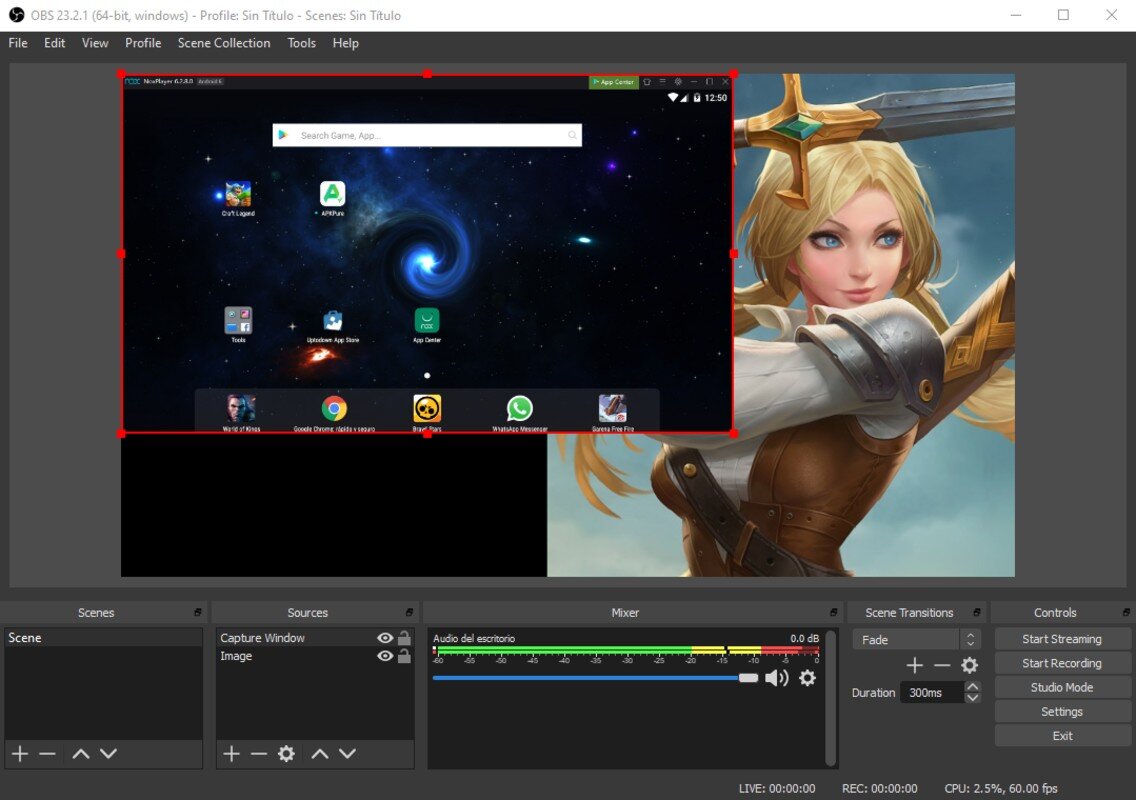 OBS 23.2.1 (64-bit, windows) - Profile: Sin Título - Scenes: Sin Título
File Edit View Profile Scene Collection Tools Help
nox NoxPlayer 6.2.8.0 Android 5 App Center
12:50
Search Game, App...
Craft Legend APKPure
Tools Uptodown App Store nox App Center
World of Kings Google Chrome: rápido y seguro Brawl Stars WhatsApp Messenger Garena Free Fire
Scenes Sources Mixer Scene Transitions Controls
Scene Capture Window Audio del escritorio 0.0 dB Fade Start Streaming
Image -60 -55 -50 -45 -40 -35 -30 -25 -20 -15 -10 -5 0 Start Recording
Duration 300ms Studio Mode
Settings
Exit
LIVE: 00:00:00 REC: 00:00:00 CPU: 2.5%, 60.00 fps